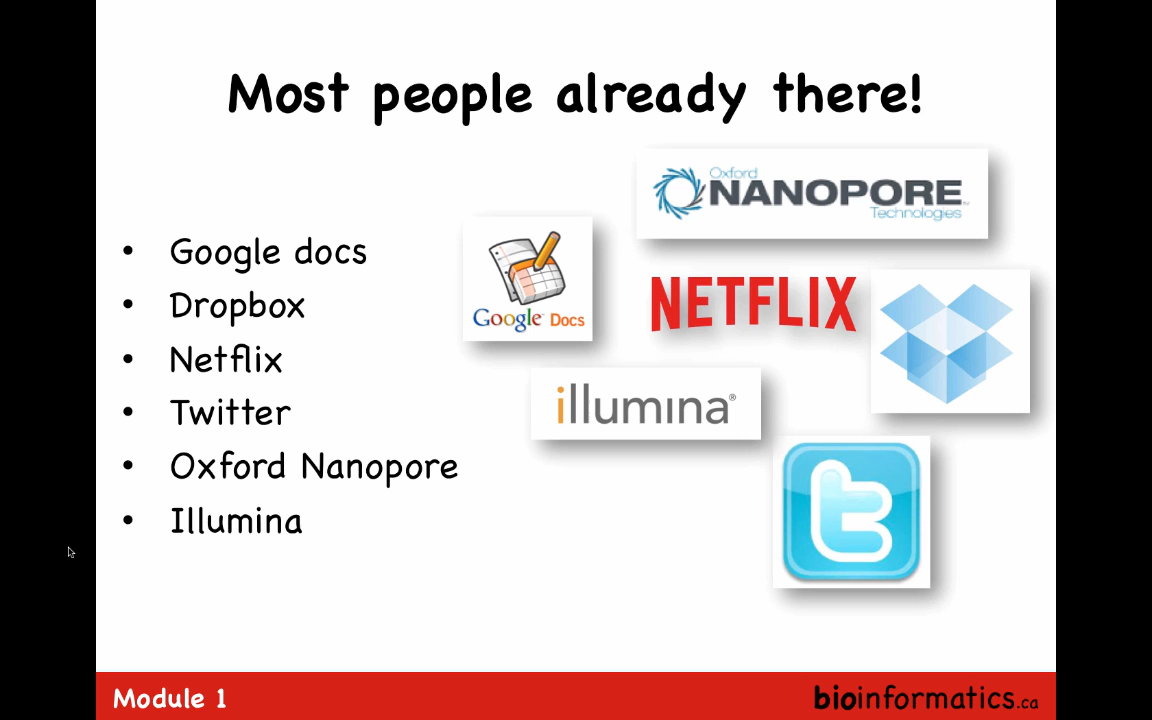 Most people already there!
• Google docs
• Dropbox
• Netflix
• Twitter
• Oxford Nanopore
• Illumina
Oxford
NANOPORE
Technologies
Google Docs
NETFLIX
illumina®
t
Module 1
bioinformatics.ca